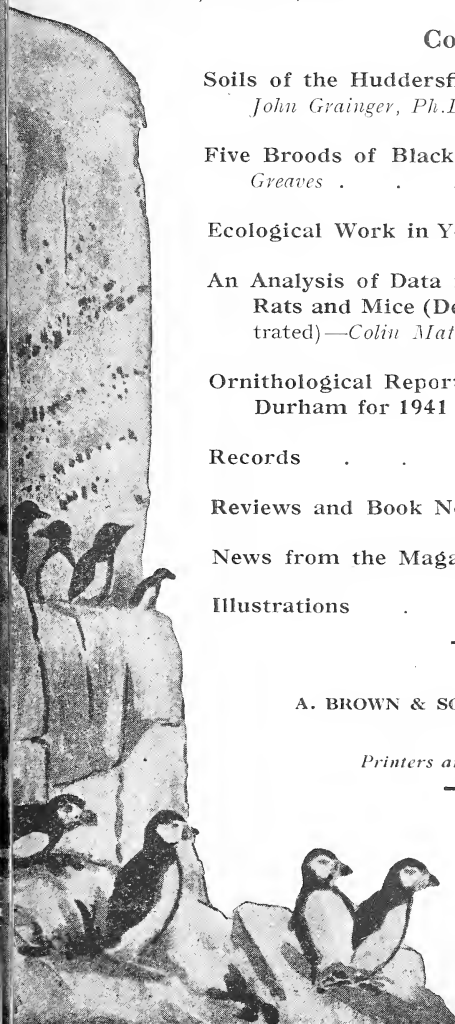 Co
Soils of the Huddersf
John Grainger, Ph.
Five Broods of Black
Greaves . . .
Ecological Work in Y
An Analysis of Data
Rats and Mice (De
trated)—Colin Mat
Ornithological Repor
Durham for 1941
Records . .
Reviews and Book N
News from the Maga
Illustrations .
A. BROWN & SO
Printers a